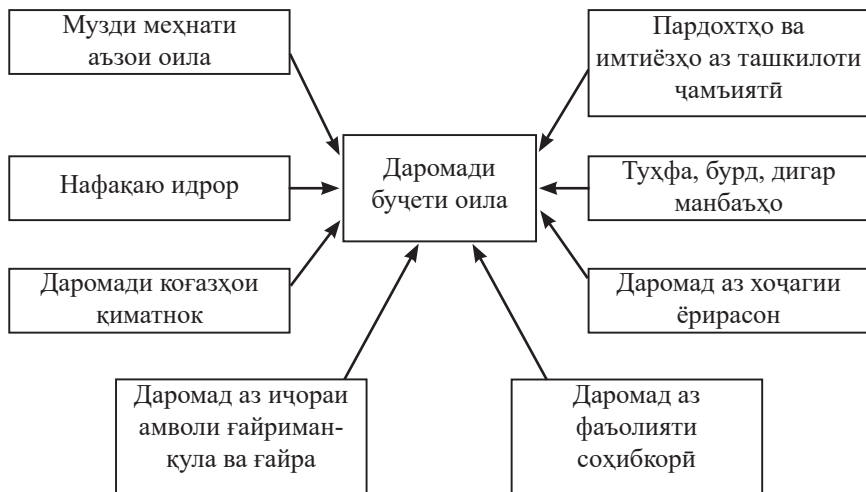 Музди меҳнати
аъзои оила
Пардохтҳо ва
имтиёзҳо аз ташкилоти
ҷамъиятӣ
Даромади
буҷети оила
Нафақаю идрор
Туҳфа, бурд, дигар
манбаъҳо
Даромади коғазҳои
қиматнок
Даромад аз хоҷагии
ёрирасон
Даромад аз иҷораи
амволи ғайриман-
қула ва ғайра
Даромад аз
фаъолияти
соҳибкорӣ